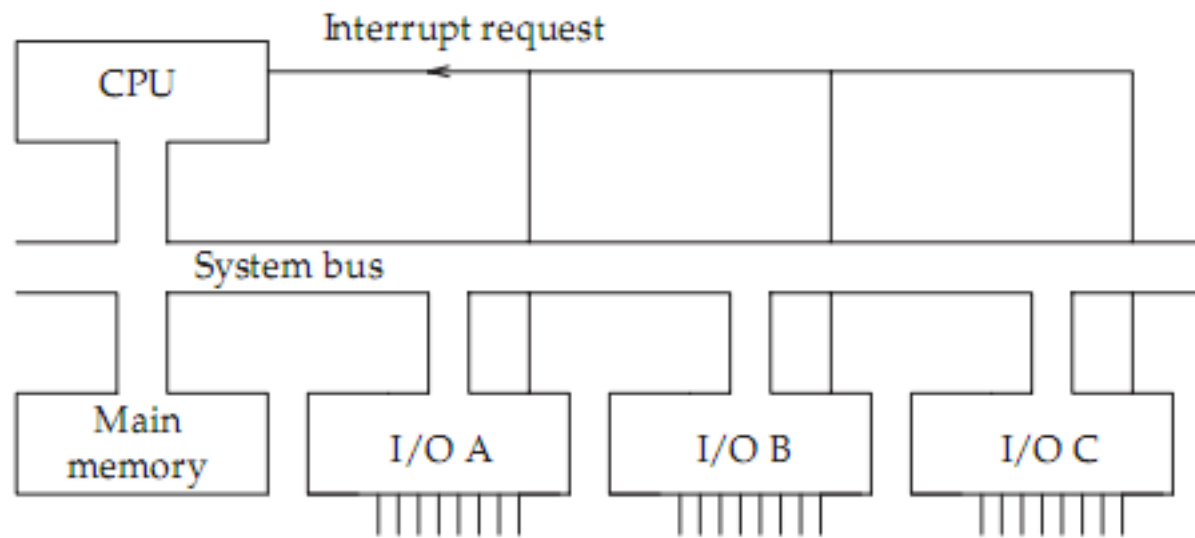 Interrupt request
CPU
System bus
Main
memory
I/O A
I/O B
I/O C